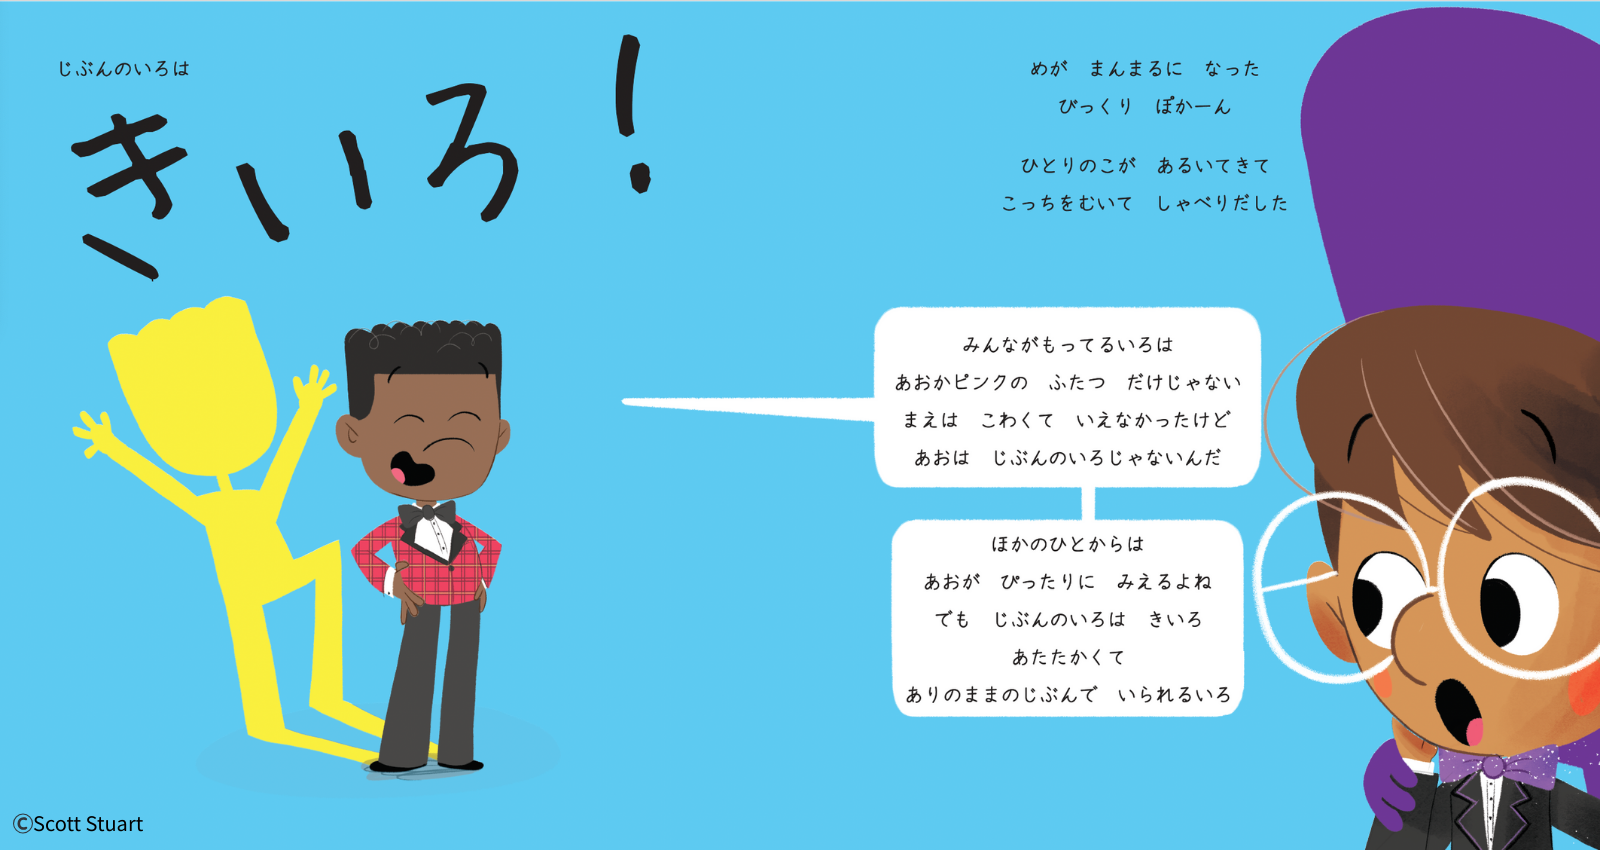 じぶんのいろは
きいろ!
めが　まんまるに　なった
びっくり　ぽかーん
ひとりのこが　あるいてきて
こっちをむいて　しゃべりだした
みんながもってるいろは
あおかピンクの　ふたつ　だけじゃない
まえは　こわくて　いえなかったけど
あおは　じぶんのいろじゃないんだ
ほかのひとからは
あおが　ぴったりに　みえるよね
でも　じぶんのいろは　きいろ
あたたかくて
ありのままのじぶんで　いられるいろ
©Scott Stuart